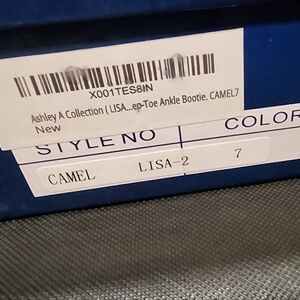 X001TES8IN
Ashley A Collection ( LISA...ep-Toe Ankle Bootie. CAMEL7
New
STYLE NO COLOR
CAMEL LISA-2 7